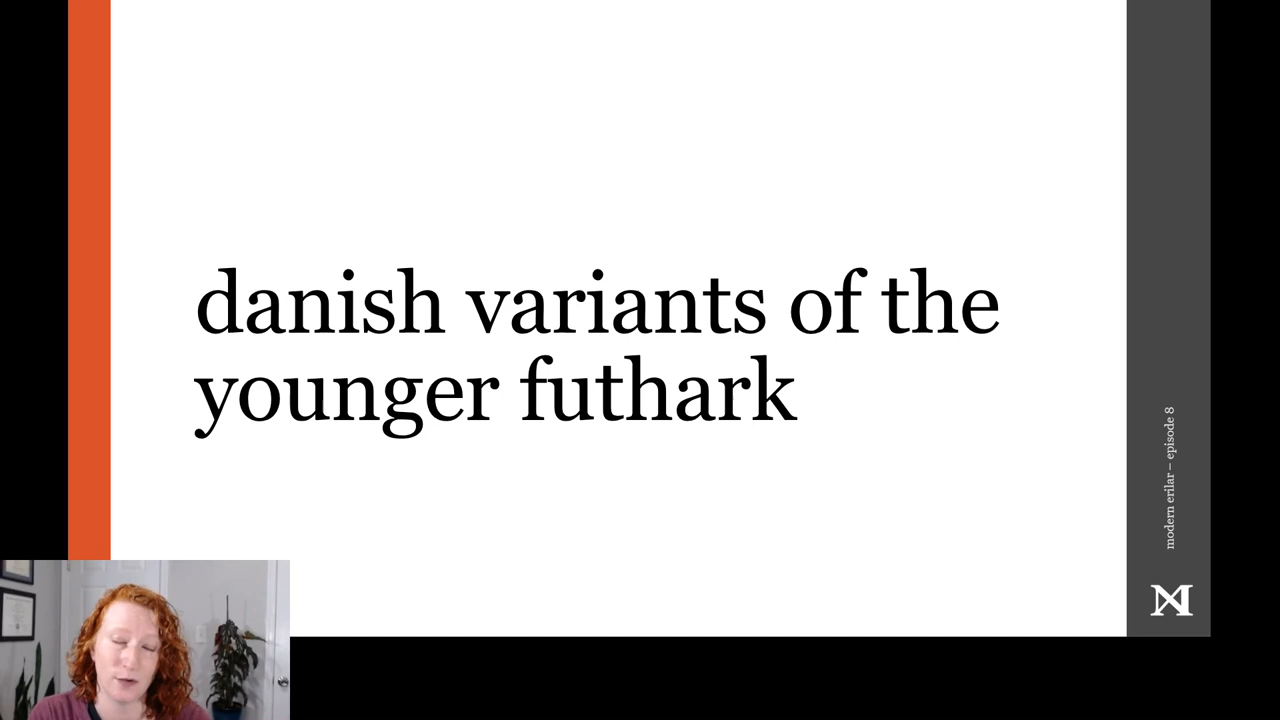 danish variants of the
younger futhark
modern erilar – episode 8